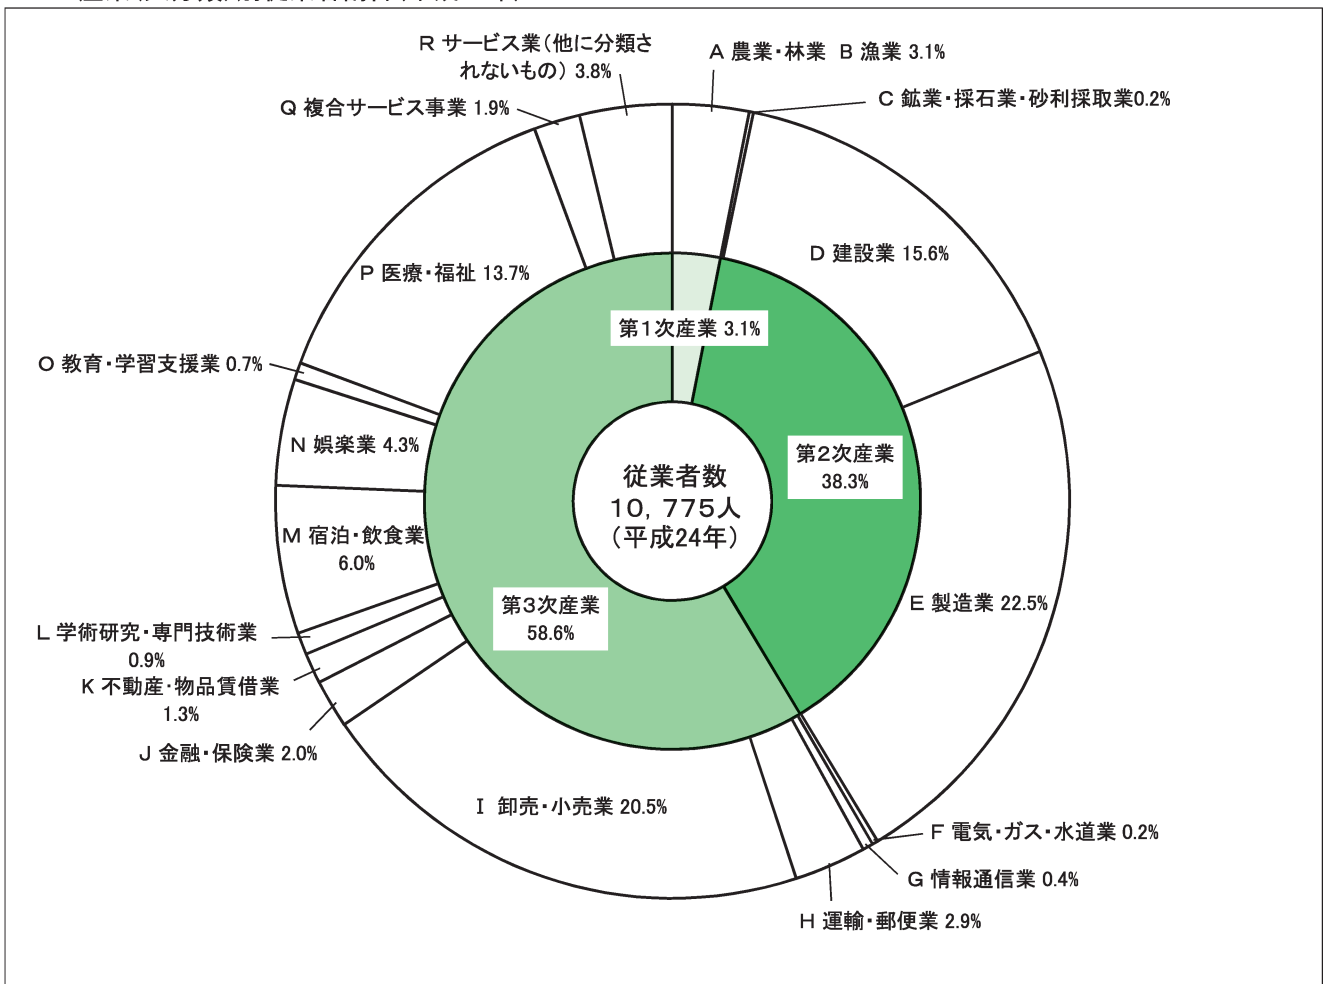 R サービス業（他に分類さ
れないもの） 3.8%
A 農業・林業 B 漁業 3.1%
C 鉱業・採石業・砂利採取業0.2%
Q 複合サービス事業 1.9%
D 建設業 15.6%
P 医療・福祉 13.7%
第1次産業 3.1%
O 教育・学習支援業 0.7%
N 娯楽業 4.3%
第2次産業
38.3%
従業者数
10，775人
（平成24年）
M 宿泊・飲食業
6.0%
E 製造業 22.5%
第3次産業
58.6%
L 学術研究・専門技術業
0.9%
K 不動産・物品賃借業
1.3%
J 金融・保険業 2.0%
I 卸売・小売業 20.5%
F 電気・ガス・水道業 0.2%
G 情報通信業 0.4%
H 運輸・郵便業 2.9%